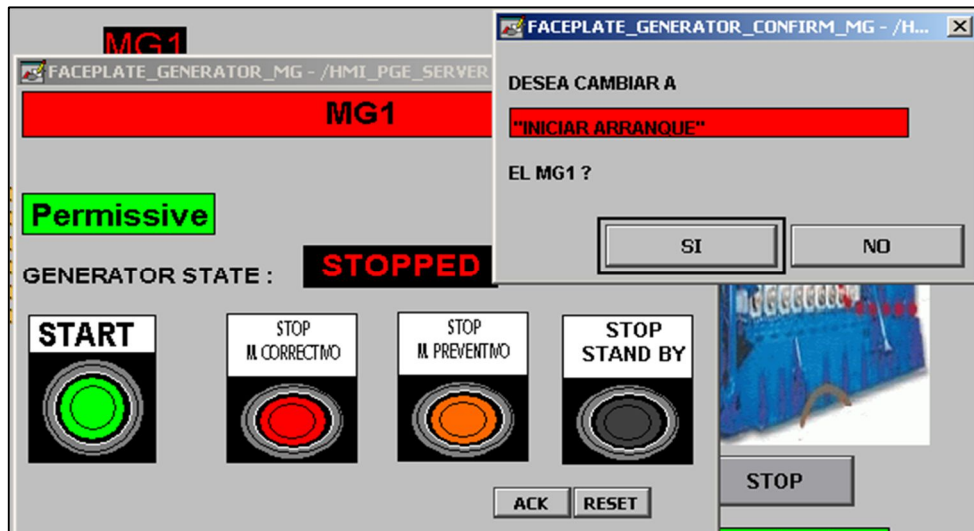 MG1
FACEPLATE_GENERATOR_MG - /HMI_PGE_SERVER
MG1
Permissive
GENERATOR STATE :
STOPPED
START
STOP
M. CORRECTIVO
STOP
M. PREVENTIVO
STOP
STAND BY
ACK
RESET
FACEPLATE_GENERATOR_CONFIRM_MG - /H...
DESEA CAMBIAR A
"INICIAR ARRANQUE"
EL MG1 ?
SI
NO
STOP